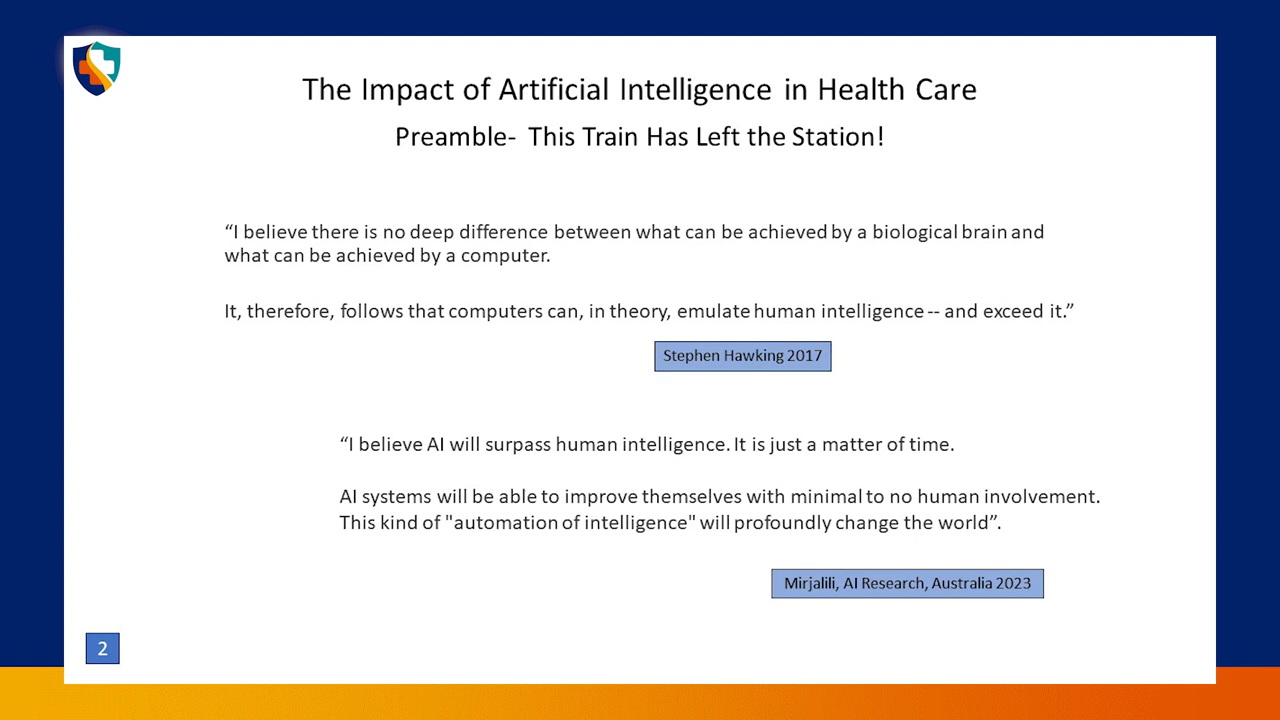 The Impact of Artificial Intelligence in Health Care
Preamble- This Train Has Left the Station!
“I believe there is no deep difference between what can be achieved by a biological brain and
what can be achieved by a computer.
It, therefore, follows that computers can, in theory, emulate human intelligence -- and exceed it.”
Stephen Hawking 2017
“I believe AI will surpass human intelligence. It is just a matter of time.
AI systems will be able to improve themselves with minimal to no human involvement.
This kind of "automation of intelligence" will profoundly change the world”.
Mirjalili, AI Research, Australia 2023
2